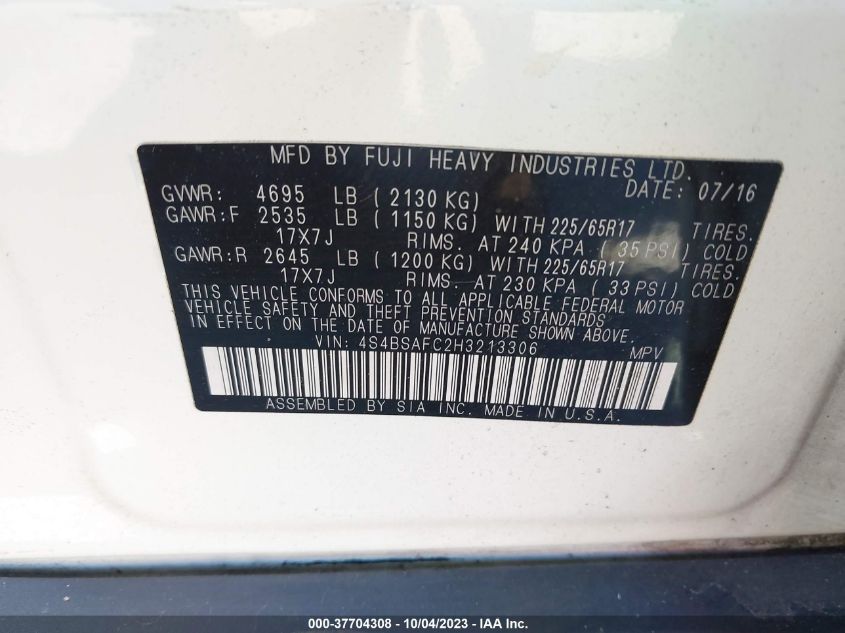 MFD BY FUJI HEAVY INDUSTRIES LTD.
DATE: 07/16
GVWR: 4695 LB ( 2130 KG)
GAWR:F 2535 LB ( 1150 KG) WITH 225/65R17 TIRES.
17X7J RIMS. AT 240 KPA ( 35 PSI) COLD
GAWR:R 2645 LB ( 1200 KG) WITH 225/65R17 TIRES.
17X7J RIMS. AT 230 KPA ( 33 PSI) COLD
THIS VEHICLE CONFORMS TO ALL APPLICABLE FEDERAL MOTOR
VEHICLE SAFETY AND THEFT PREVENTION STANDARDS
IN EFFECT ON THE DATE OF MANUFACTURE SHOWN ABOVE.
VIN: 4S4BSAFC2H3213306 MPV
ASSEMBLED BY SIA INC. MADE IN U.S.A.
000-37704308 - 10/04/2023 - IAA Inc.